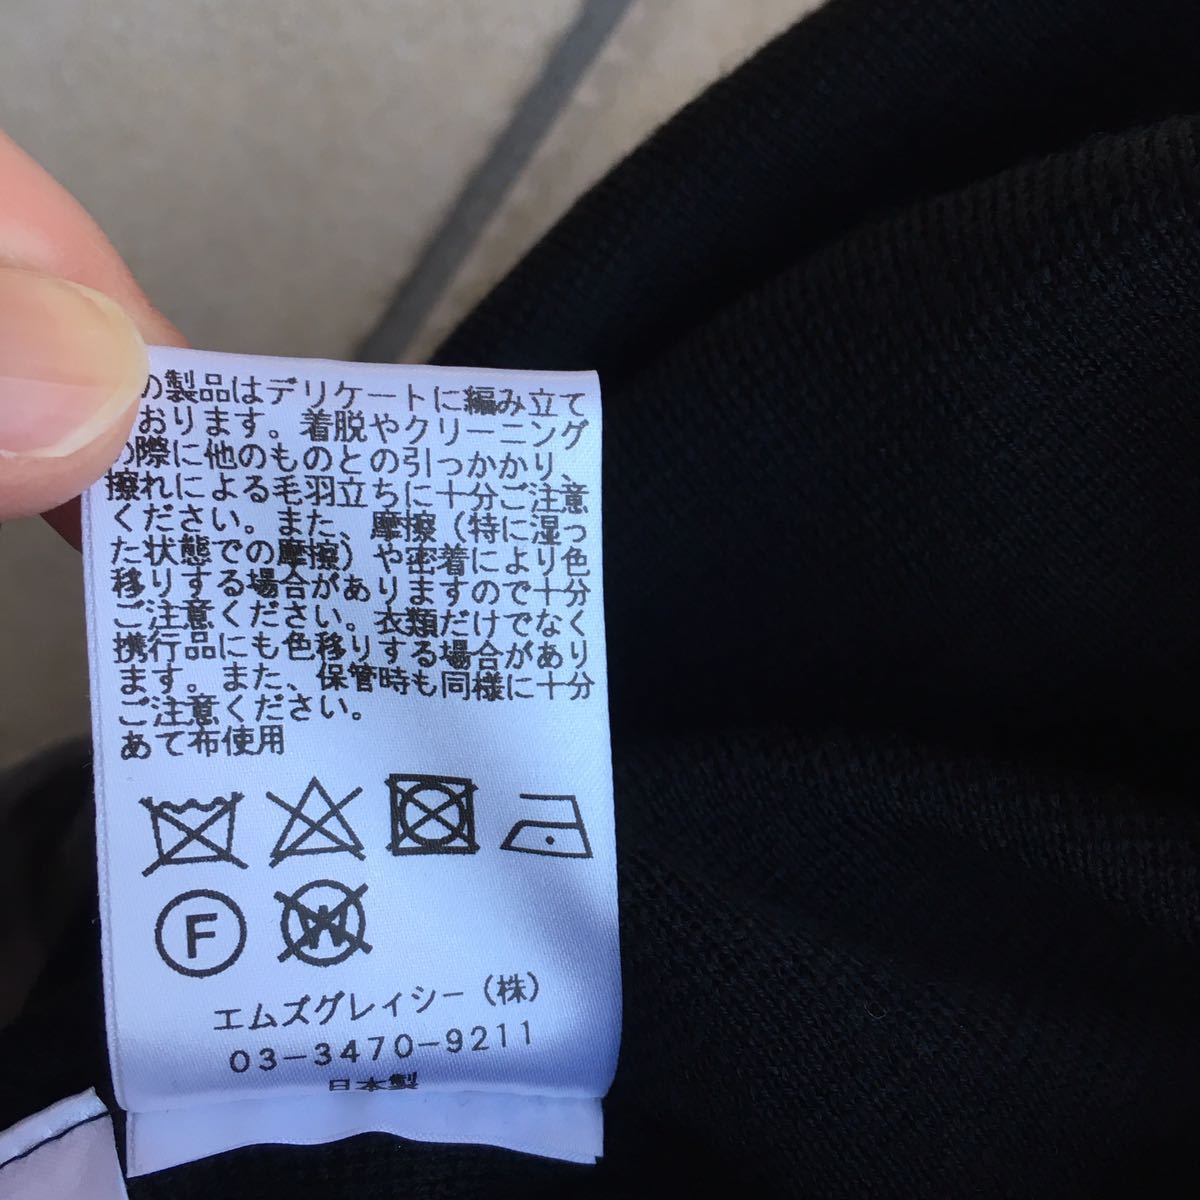 の製品はデリケートに編み立て
おります。着脱やクリーニング
の際に他のものとの引っかかり、
擦れによる毛羽立ちに十分ご注意
ください。また、摩擦（特に湿っ
た状態での摩擦）や密着により色
移りする場合がありますので十分
ご注意ください。衣類だけでなく
携行品にも色移りする場合があり
ます。また、保管時も同様に十分
ご注意ください。
あて布使用
F W
エムズグレイシー（株）
03-3470-9211
日本製